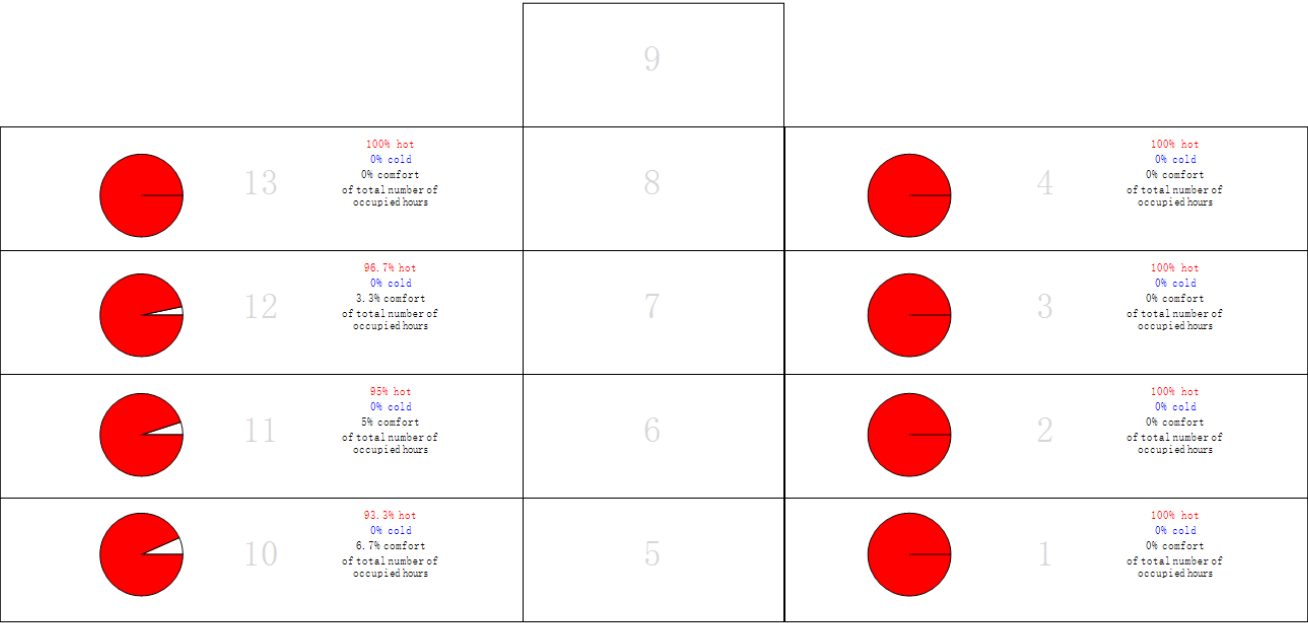 9
13
100% hot
0% cold
0% comfort
of total number of
occupied hours
8
4
100% hot
0% cold
0% comfort
of total number of
occupied hours
12
96.7% hot
0% cold
3.3% comfort
of total number of
occupied hours
7
3
100% hot
0% cold
0% comfort
of total number of
occupied hours
11
95% hot
0% cold
5% comfort
of total number of
occupied hours
6
2
100% hot
0% cold
0% comfort
of total number of
occupied hours
10
93.3% hot
0% cold
6.7% comfort
of total number of
occupied hours
5
1
100% hot
0% cold
0% comfort
of total number of
occupied hours